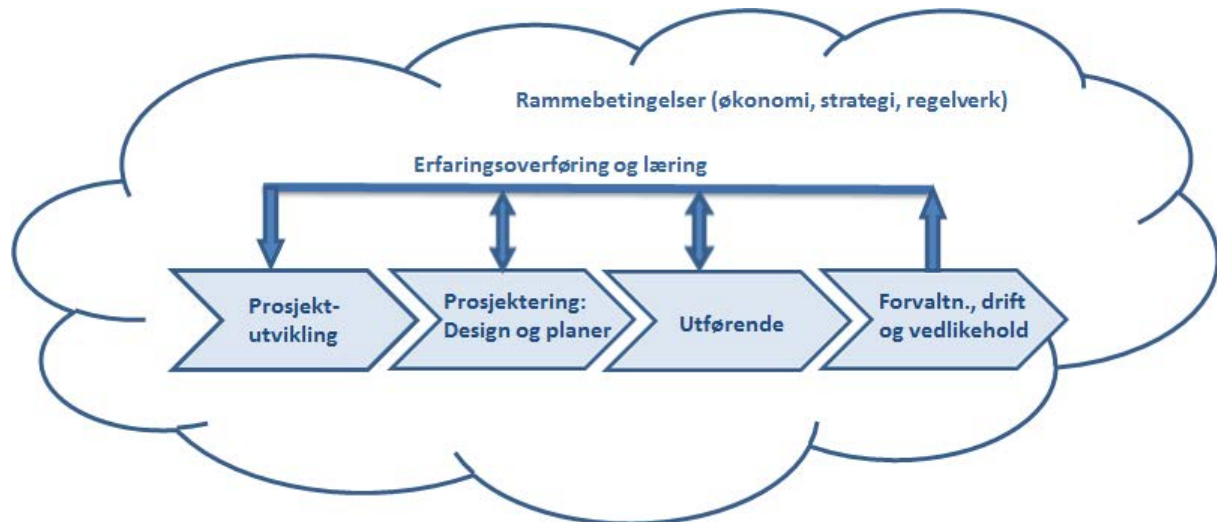 Rammebetingelser (økonomi, strategi, regelverk)
Erfaringsoverføring og læring
Prosjekt-
utvikling
Prosjektering:
Design og planer
Utførende
Forvaltn., drift
og vedlikehold